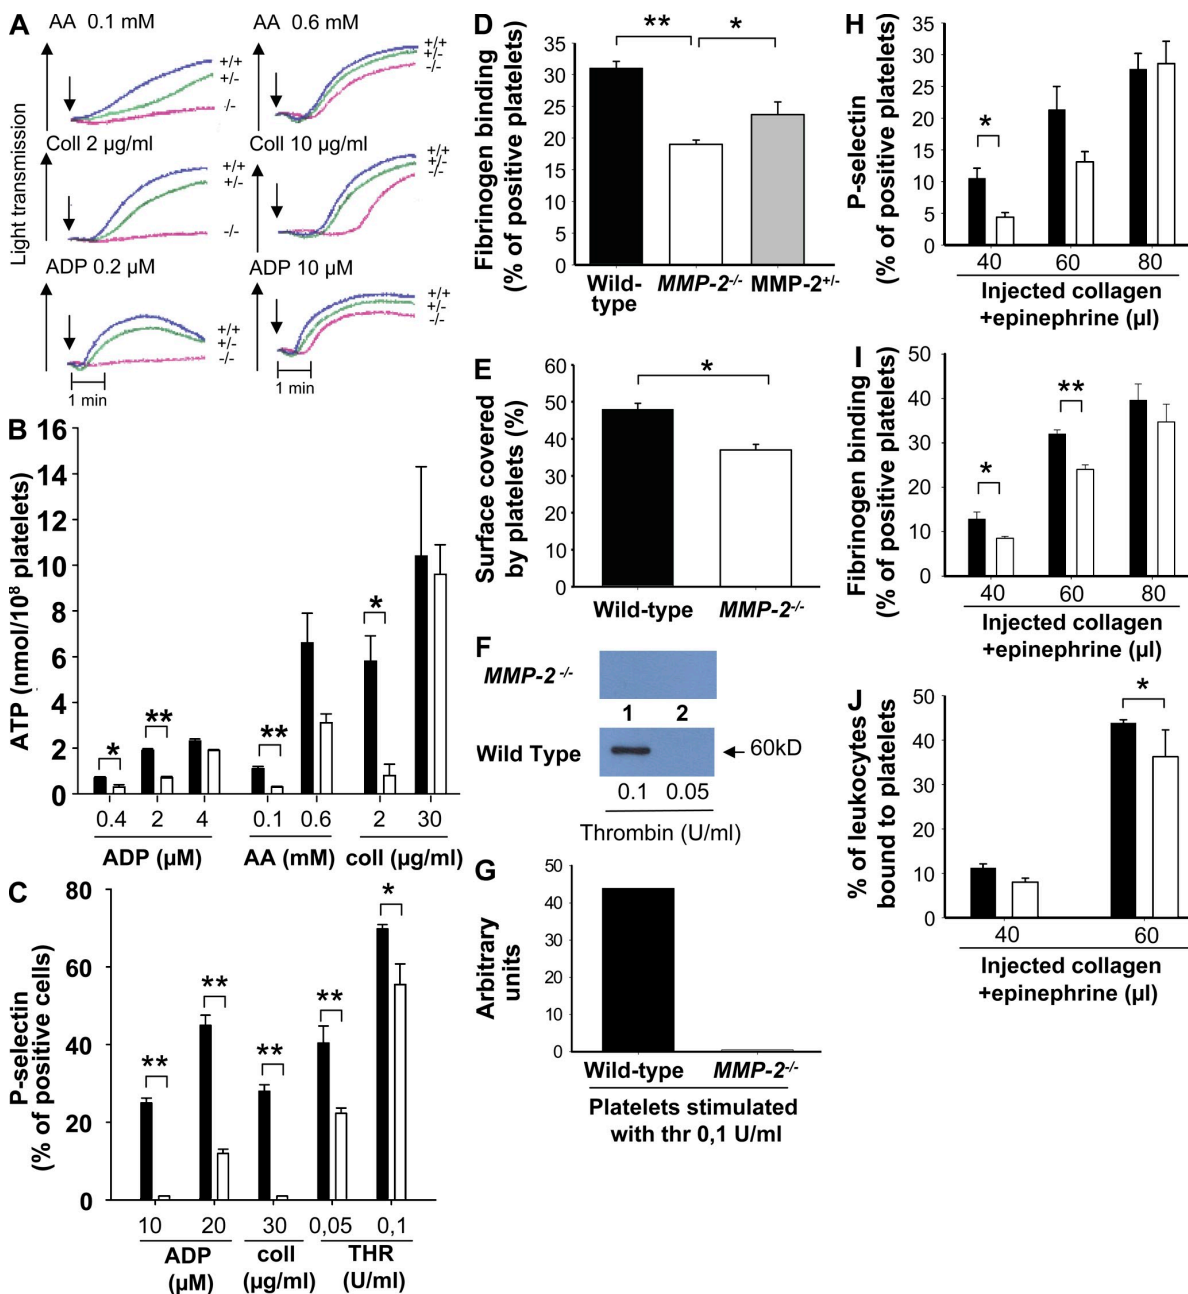 A
AA 0.1 mM
AA 0.6 mM
+/+
+/-
-/-
+/+
+/-
-/-
Coll 2 µg/ml
Coll 10 µg/ml
+/+
+/-
-/-
+/+
+/-
-/-
ADP 0.2 µM
ADP 10 µM
+/+
+/-
-/-
+/+
+/-
-/-
Light transmission
1 min
1 min
B
ATP (nmol/10⁸ platelets)
16
14
12
10
8
6
4
2
0
*
**
**
*
0.4 2 4 0.1 0.6 2 30
ADP (µM) AA (mM) coll (µg/ml)
C
P-selectin
(% of positive cells)
80
60
40
20
0
**
**
**
**
*
10 20 30 0,05 0,1
ADP coll THR
(µM) (µg/ml) (U/ml)
D
Fibrinogen binding
(% of positive platelets)
35
30
25
20
15
10
5
0
** *
Wild-
type
MMP-2-/-
MMP-2+/-
E
Surface covered
by platelets (%)
60
50
40
30
20
10
0
*
Wild-type MMP-2-/-
F
MMP-2-/-
1 2
Wild Type
60kD
0.1 0.05
Thrombin (U/ml)
G
Arbitrary
units
50
40
30
20
10
0
Wild-type MMP-2-/-
Platelets stimulated
with thr 0,1 U/ml
H
P-selectin
(% of positive platelets)
35
30
25
20
15
10
5
0
*
40 60 80
Injected collagen
+epinephrine (µl)
I
Fibrinogen binding
(% of positive platelets)
50
40
30
20
10
0
*
**
40 60 80
Injected collagen
+epinephrine (µl)
J
% of leukocytes
bound to platelets
50
40
30
20
10
0
*
40 60
Injected collagen
+epinephrine (µl)